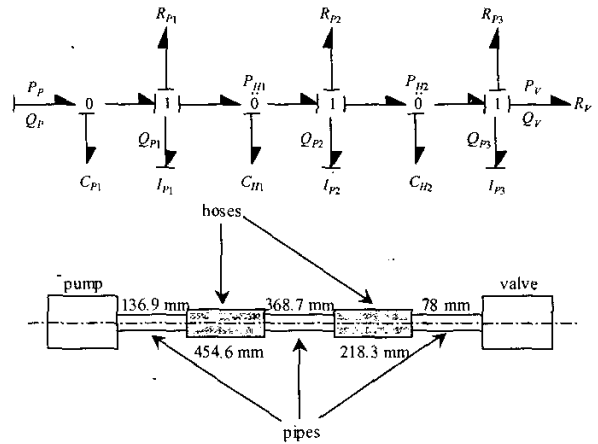 R_P1 R_P2 R_P3
P_P P_H1 P_H2 P_V
0 1 0 1 0 1 R_V
Q_P Q_P1 Q_P2 Q_P3 Q_V
C_P1 I_P1 C_H1 I_P2 C_H2 I_P3
hoses
pump valve
136.9 mm 368.7 mm 78 mm
454.6 mm 218.3 mm
pipes